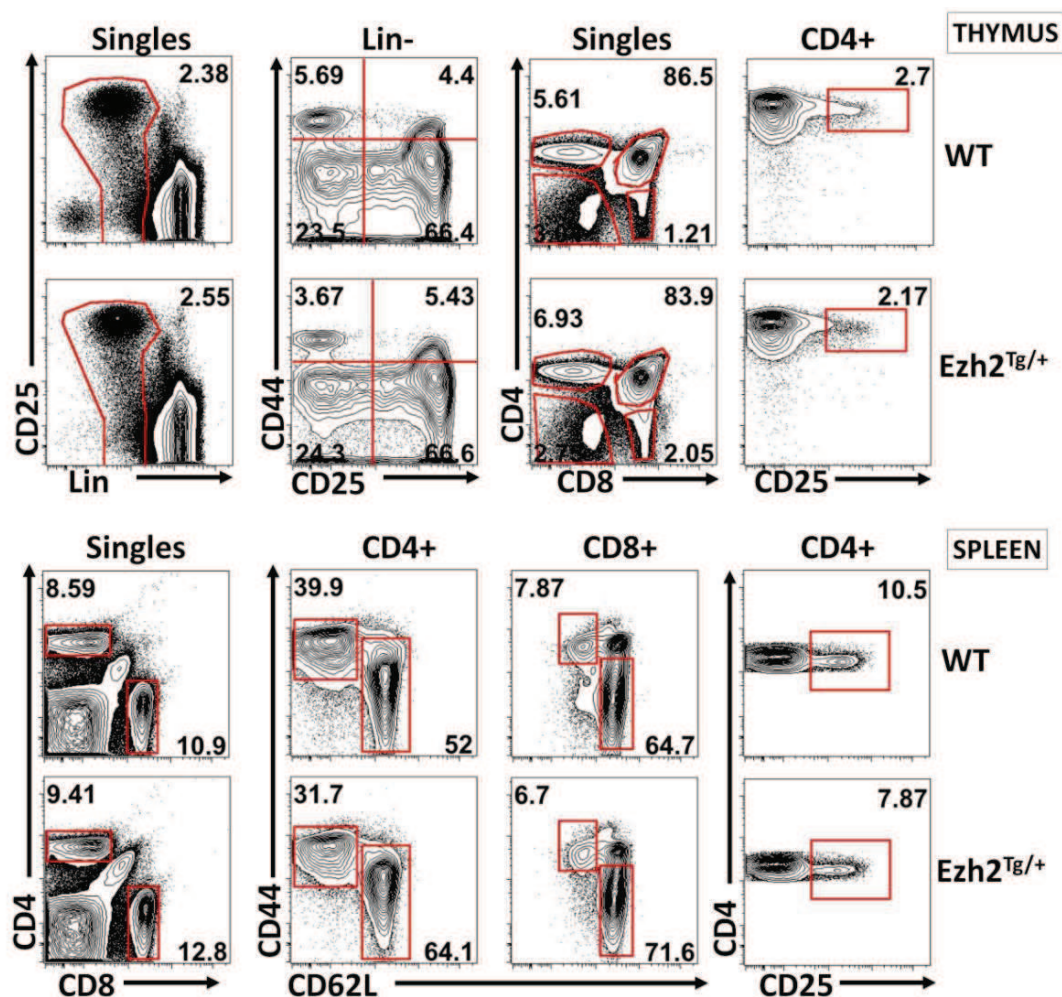 Singles Lin- Singles CD4+ THYMUS
2.38 5.69 4.4 86.5 5.61 2.7
WT
23.5 66.4 3 1.21
2.55 3.67 5.43 83.9 6.93 2.17
Ezh2Tg/+
24.3 66.6 2.05
CD25 CD44 CD4
Lin CD25 CD8 CD25
Singles CD4+ CD8+ CD4+ SPLEEN
8.59 39.9 7.87 10.5
WT
10.9 52 64.7
9.41 31.7 6.7 7.87
Ezh2Tg/+
12.8 64.1 71.6
CD4 CD44 CD4
CD8 CD62L CD25